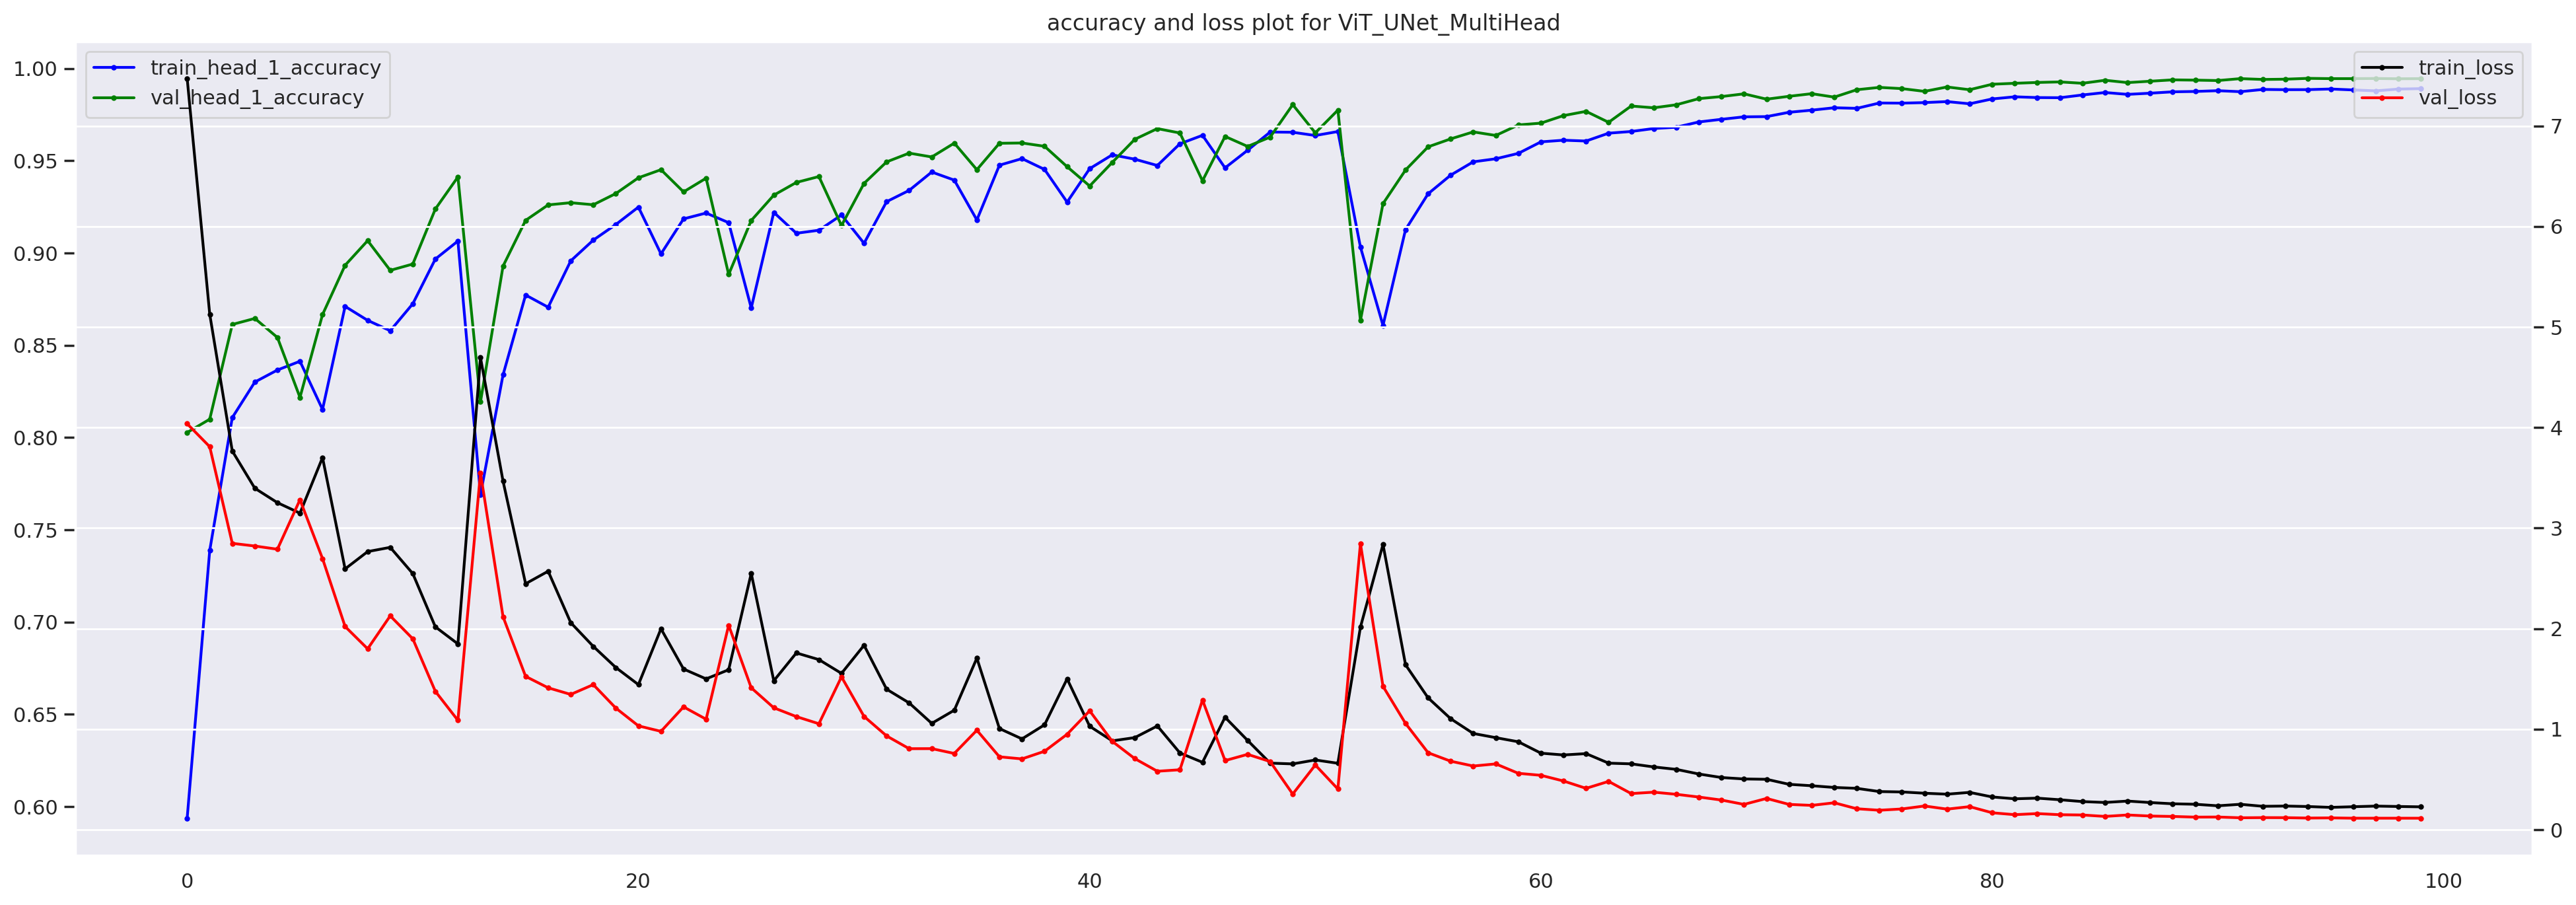 accuracy and loss plot for ViT_UNet_MultiHead
train_head_1_accuracy
val_head_1_accuracy
train_loss
val_loss
1.00
0.95
0.90
0.85
0.80
0.75
0.70
0.65
0.60
7
6
5
4
3
2
1
0
0 20 40 60 80 100